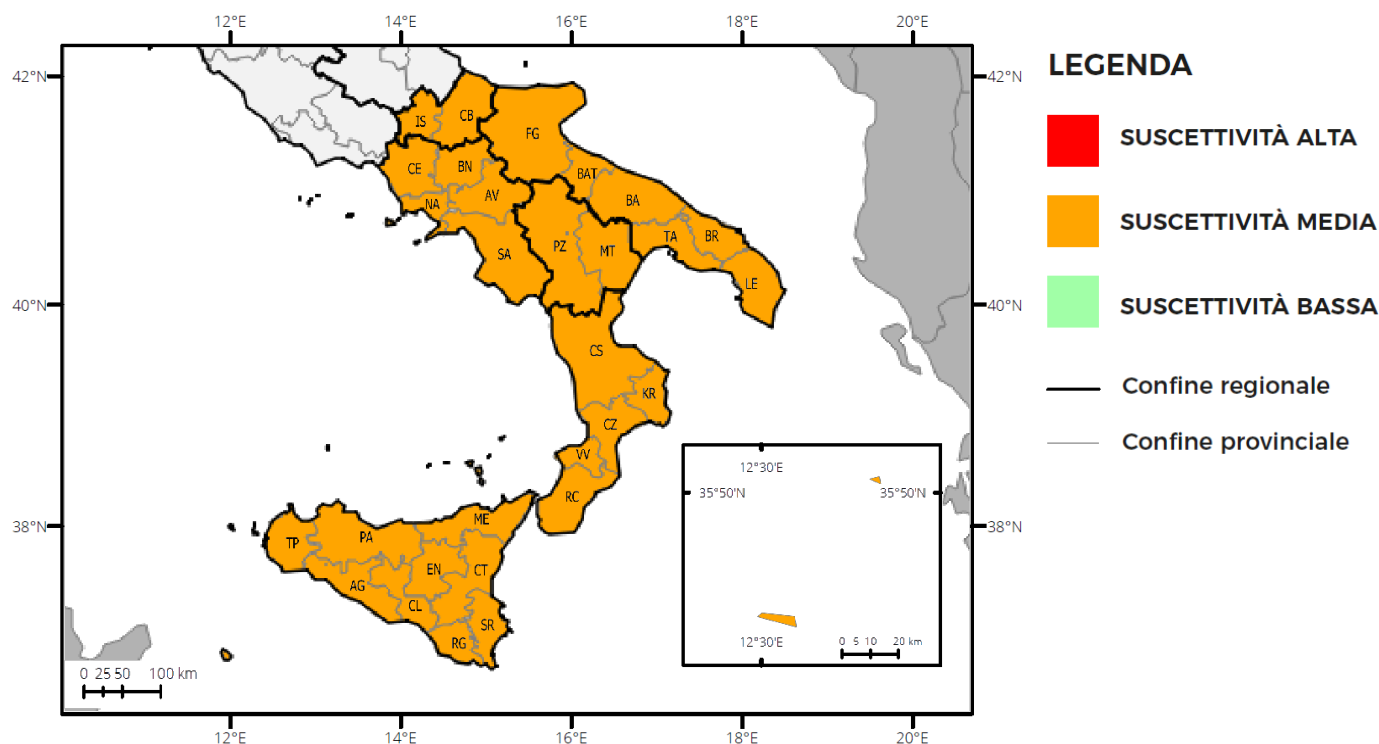 12°E 14°E 16°E 18°E 20°E
42°N 42°N
LEGENDA
SUSCETTIVITÀ ALTA
SUSCETTIVITÀ MEDIA
SUSCETTIVITÀ BASSA
Confine regionale
Confine provinciale
IS CB FG
CE BN BAT
NA AV BA
SA PZ MT TA BR
LE
40°N 40°N
CS
KR
CZ
VV
RC
38°N 38°N
ME
TP PA
EN CT
AG
CL
SR
RG
12°30'E
35°50'N 35°50'N
12°30'E
0 5 10 20 km
0 25 50 100 km
12°E 14°E 16°E 18°E 20°E